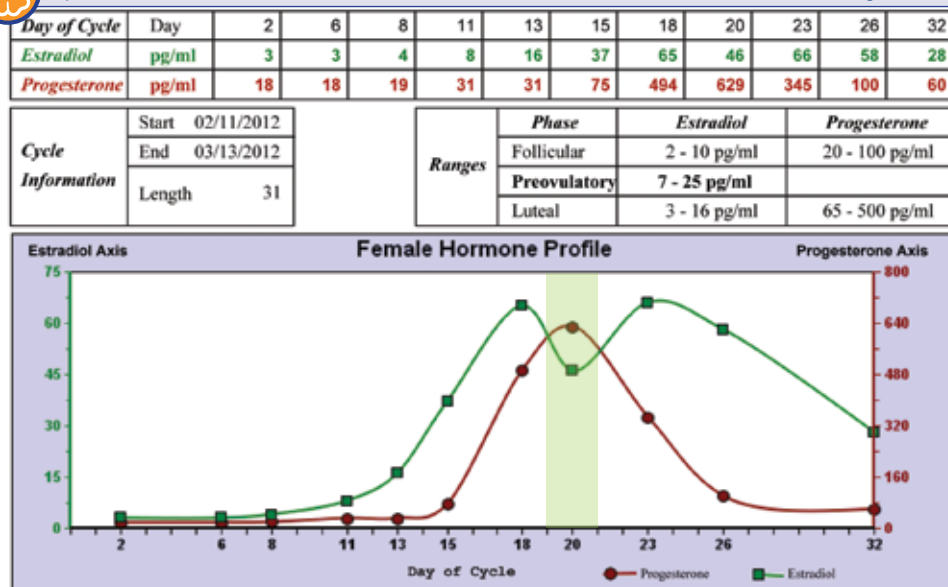 Day of Cycle Day 2 6 8 11 13 15 18 20 23 26 32
Estradiol pg/ml 3 3 4 8 16 37 65 46 66 58 28
Progesterone pg/ml 18 18 19 31 31 75 494 629 345 100 60
Cycle Information
Start 02/11/2012
End 03/13/2012
Length 31
Ranges
Phase Estradiol Progesterone
Follicular 2 - 10 pg/ml 20 - 100 pg/ml
Preovulatory 7 - 25 pg/ml
Luteal 3 - 16 pg/ml 65 - 500 pg/ml
Estradiol Axis Female Hormone Profile Progesterone Axis
75 800
60 640
45 480
30 320
15 160
0 0
2 6 8 11 13 15 18 20 23 26 32
Day of Cycle Progesterone Estradiol